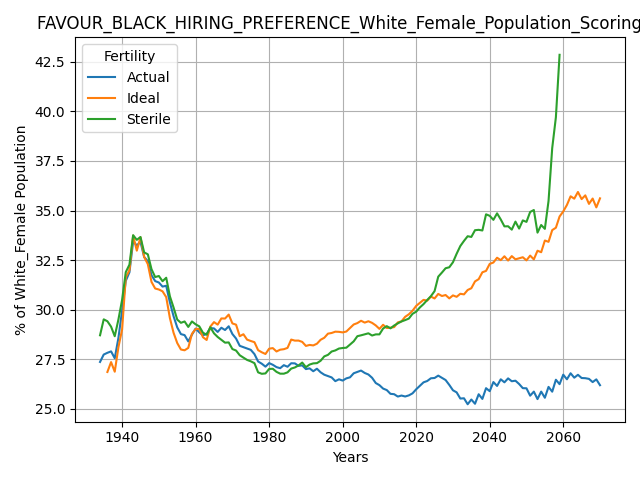 FAVOUR_BLACK_HIRING_PREFERENCE_White_Female_Population_Scoring
Fertility
Actual
Ideal
Sterile
% of White_Female Population
42.5
40.0
37.5
35.0
32.5
30.0
27.5
25.0
1940
1960
1980
2000
2020
2040
2060
Years